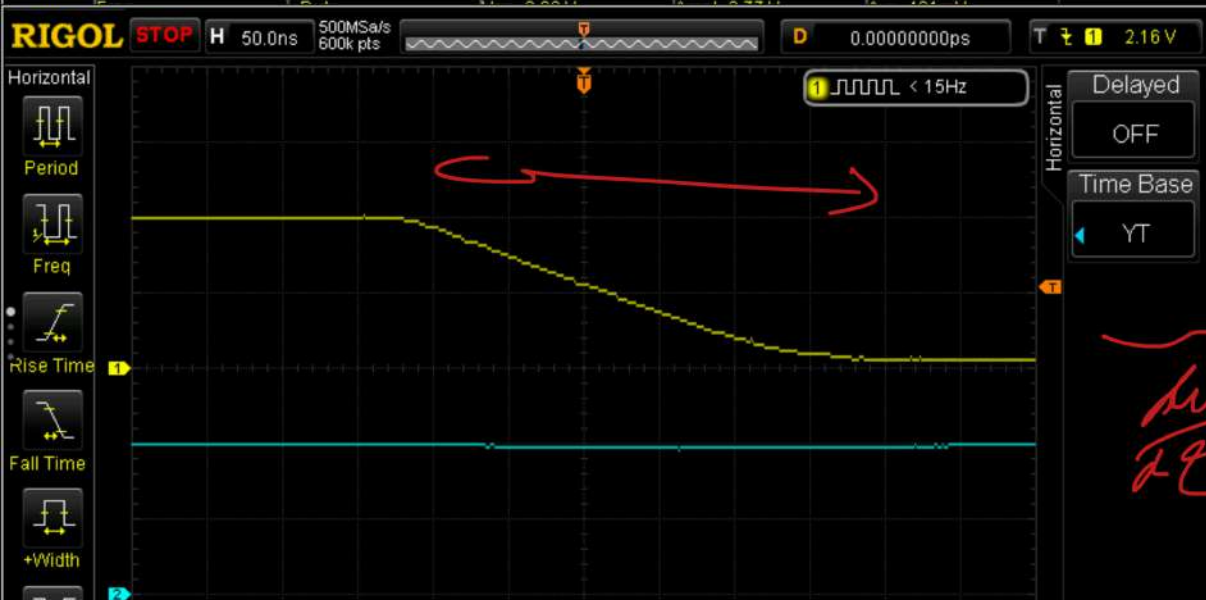 RIGOL STOP H 50.0ns 500MSa/s 600k pts T D 0.00000000ps T 1 2.16 V
Horizontal
Period
Freq
Rise Time
Fall Time
+Width
T
1 < 15Hz
T
1
2
Horizontal
Delayed
OFF
Time Base
YT